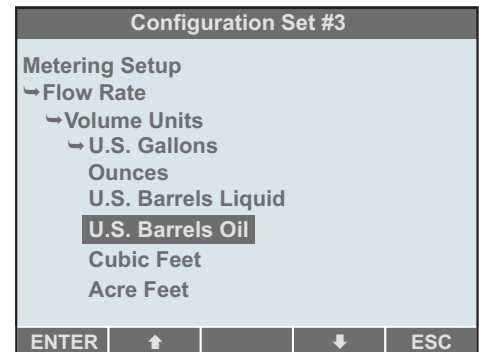 Configuration Set #3
Metering Setup
➥Flow Rate
➥Volume Units
➥U.S. Gallons
Ounces
U.S. Barrels Liquid
U.S. Barrels Oil
Cubic Feet
Acre Feet
ENTER ⬆ ⬇ ESC